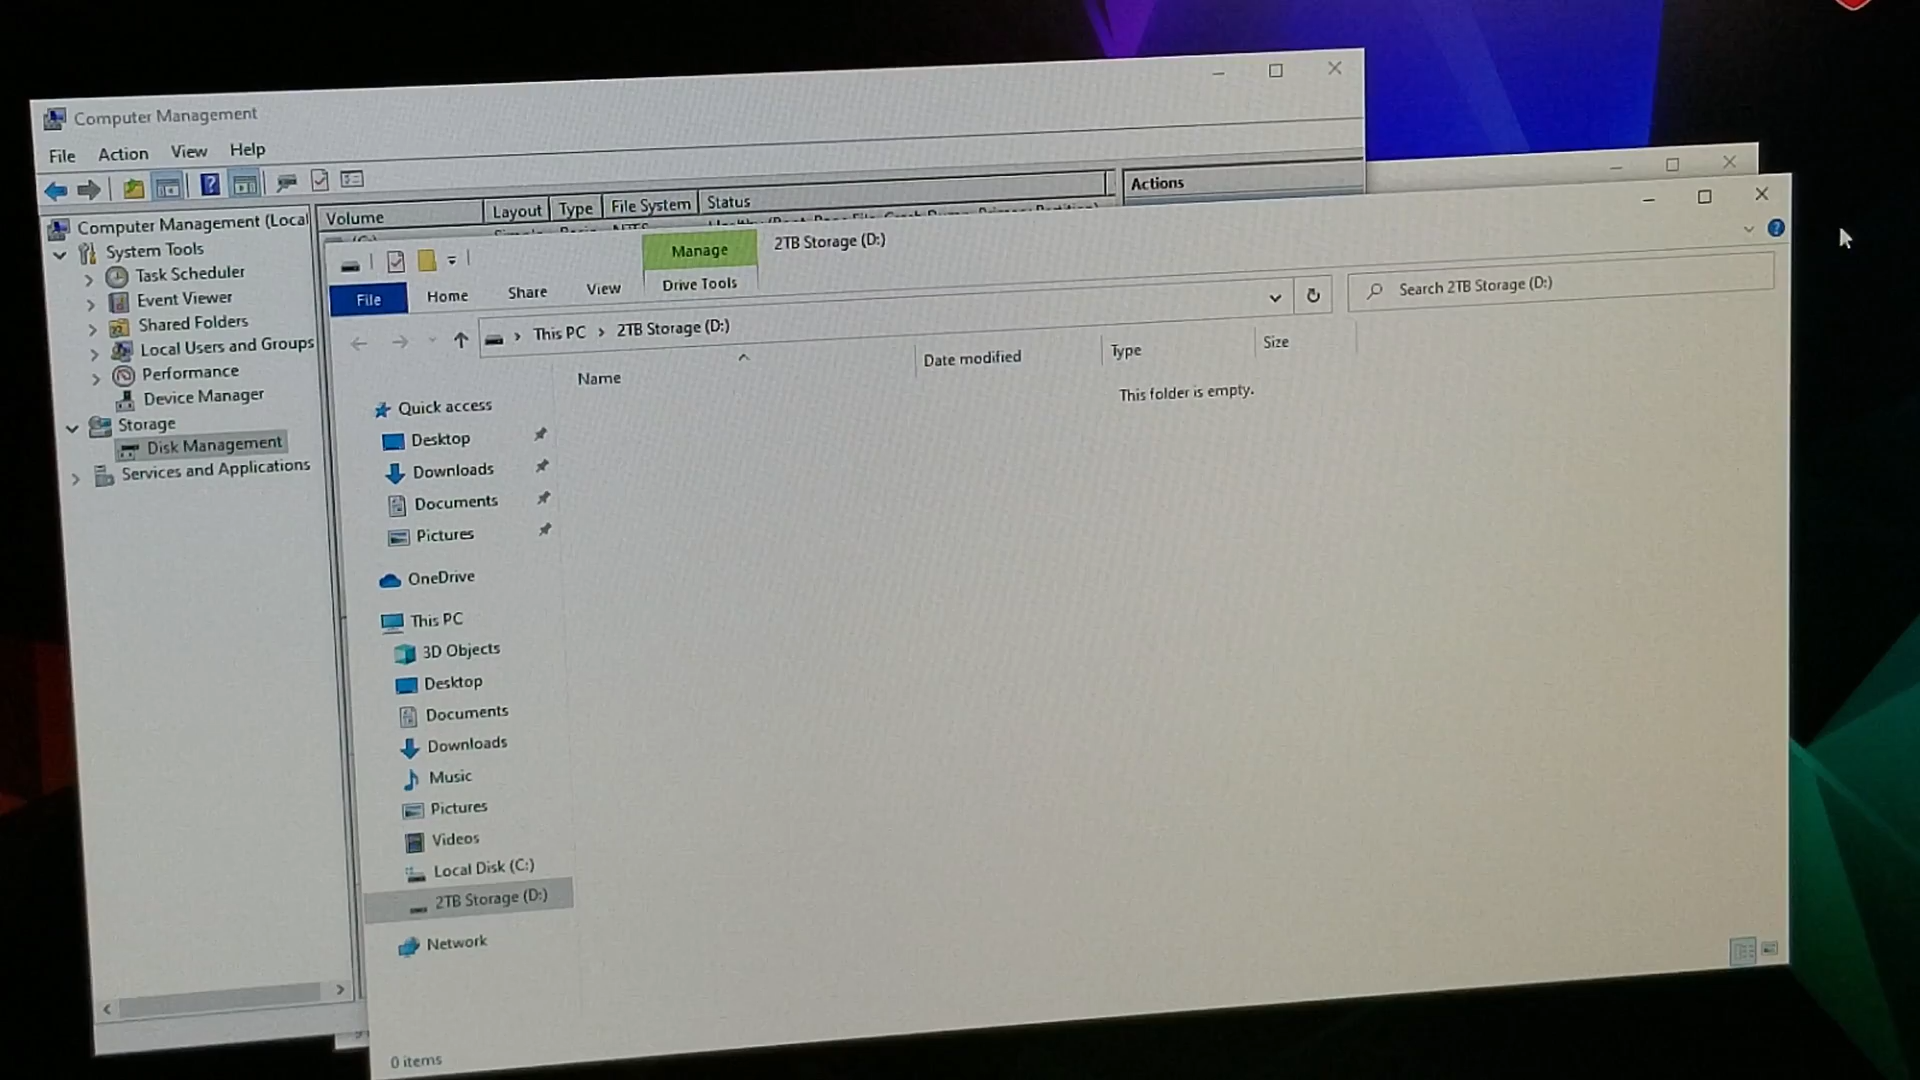 Computer Management
File Action View Help
Computer Management (Local
System Tools
Task Scheduler
Event Viewer
Shared Folders
Local Users and Groups
Performance
Device Manager
Storage
Disk Management
Services and Applications
Volume Layout Type File System Status
Actions
Manage 2TB Storage (D:)
File Home Share View Drive Tools
This PC > 2TB Storage (D:)
Search 2TB Storage (D:)
Name Date modified Type Size
This folder is empty.
Quick access
Desktop
Downloads
Documents
Pictures
OneDrive
This PC
3D Objects
Desktop
Documents
Downloads
Music
Pictures
Videos
Local Disk (C:)
2TB Storage (D:)
Network
0 items